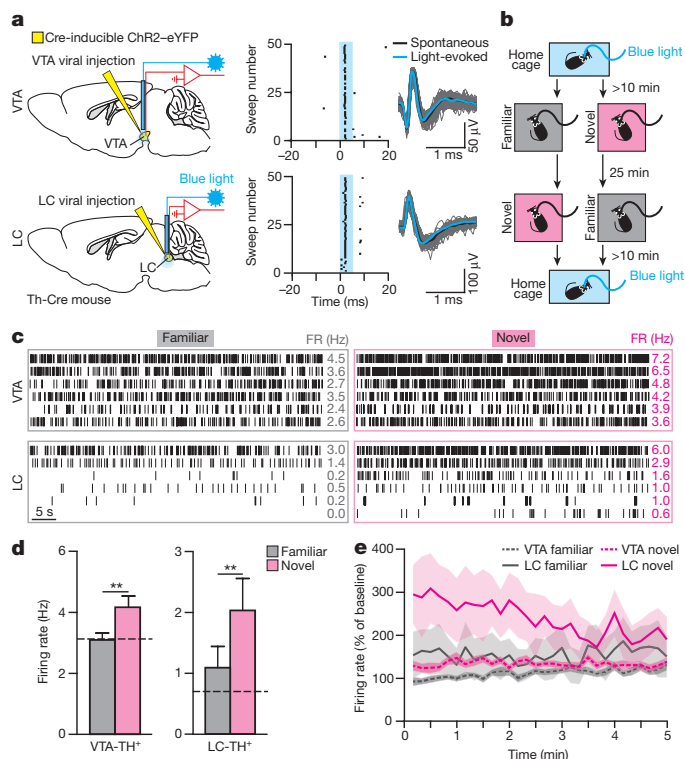 a
Cre-inducible ChR2–eYFP
VTA viral injection
VTA
VTA
Sweep number
50
25
0
–20
0
20
Spontaneous
Light-evoked
50 µV
1 ms
LC viral injection
Blue light
LC
LC
Th-Cre mouse
Sweep number
50
25
0
–20
0
20
Time (ms)
100 µV
1 ms
b
Home cage
Blue light
>10 min
Familiar
Novel
25 min
Novel
Familiar
>10 min
Home cage
Blue light
c
Familiar
FR (Hz)
Novel
FR (Hz)
VTA
4.5
3.6
2.7
3.5
2.4
2.6
7.2
6.5
4.8
4.2
3.9
3.6
LC
3.0
1.4
0.2
0.5
0.2
0.0
5 s
6.0
2.9
1.6
1.0
1.0
0.6
d
Firing rate (Hz)
6
4
2
0
**
VTA-TH+
3
2
1
0
**
LC-TH+
Familiar
Novel
e
Firing rate (% of baseline)
400
300
200
100
0
VTA familiar
VTA novel
LC familiar
LC novel
0
1
2
3
4
5
Time (min)